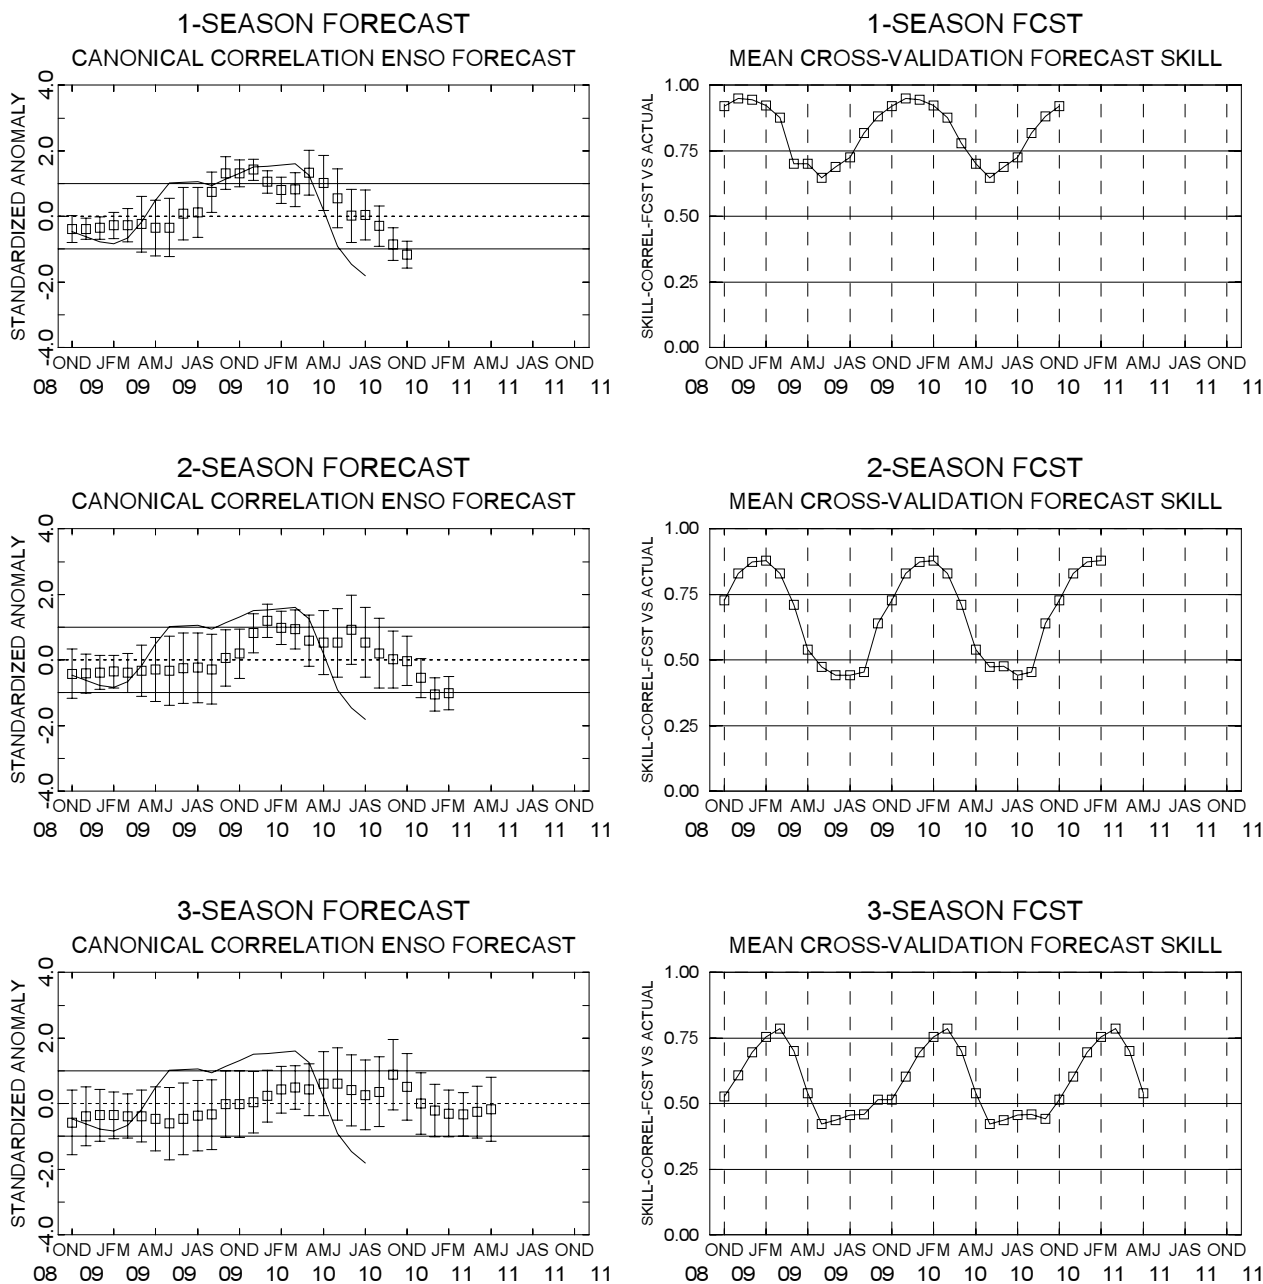 1-SEASON FORECAST
CANONICAL CORRELATION ENSO FORECAST
STANDARDIZED ANOMALY
4.0
2.0
0.0
-2.0
-4.0
OND JFM AMJ JAS OND JFM AMJ JAS OND JFM AMJ JAS OND
08 09 09 09 09 10 10 10 10 11 11 11 11
1-SEASON FCST
MEAN CROSS-VALIDATION FORECAST SKILL
SKILL-CORREL-FCST VS ACTUAL
1.00
0.75
0.50
0.25
0.00
OND JFM AMJ JAS OND JFM AMJ JAS OND JFM AMJ JAS OND
08 09 09 09 09 10 10 10 10 11 11 11 11
2-SEASON FORECAST
CANONICAL CORRELATION ENSO FORECAST
STANDARDIZED ANOMALY
4.0
2.0
0.0
-2.0
-4.0
OND JFM AMJ JAS OND JFM AMJ JAS OND JFM AMJ JAS OND
08 09 09 09 09 10 10 10 10 11 11 11 11
2-SEASON FCST
MEAN CROSS-VALIDATION FORECAST SKILL
SKILL-CORREL-FCST VS ACTUAL
1.00
0.75
0.50
0.25
0.00
OND JFM AMJ JAS OND JFM AMJ JAS OND JFM AMJ JAS OND
08 09 09 09 09 10 10 10 10 11 11 11 11
3-SEASON FORECAST
CANONICAL CORRELATION ENSO FORECAST
STANDARDIZED ANOMALY
4.0
2.0
0.0
-2.0
-4.0
OND JFM AMJ JAS OND JFM AMJ JAS OND JFM AMJ JAS OND
08 09 09 09 09 10 10 10 10 11 11 11 11
3-SEASON FCST
MEAN CROSS-VALIDATION FORECAST SKILL
SKILL-CORREL-FCST VS ACTUAL
1.00
0.75
0.50
0.25
0.00
OND JFM AMJ JAS OND JFM AMJ JAS OND JFM AMJ JAS OND
08 09 09 09 09 10 10 10 10 11 11 11 11